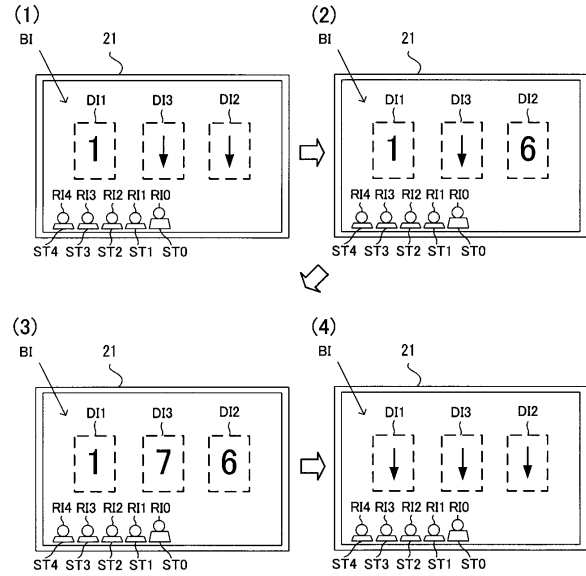 (1)
BI
21
DI1 DI3 DI2
1
RI4 RI3 RI2 RI1 RI0
ST4 ST3 ST2 ST1 ST0
(2)
BI
21
DI1 DI3 DI2
1 6
RI4 RI3 RI2 RI1 RI0
ST4 ST3 ST2 ST1 ST0
(3)
BI
21
DI1 DI3 DI2
1 7 6
RI4 RI3 RI2 RI1 RI0
ST4 ST3 ST2 ST1 ST0
(4)
BI
21
DI1 DI3 DI2
RI4 RI3 RI2 RI1 RI0
ST4 ST3 ST2 ST1 ST0